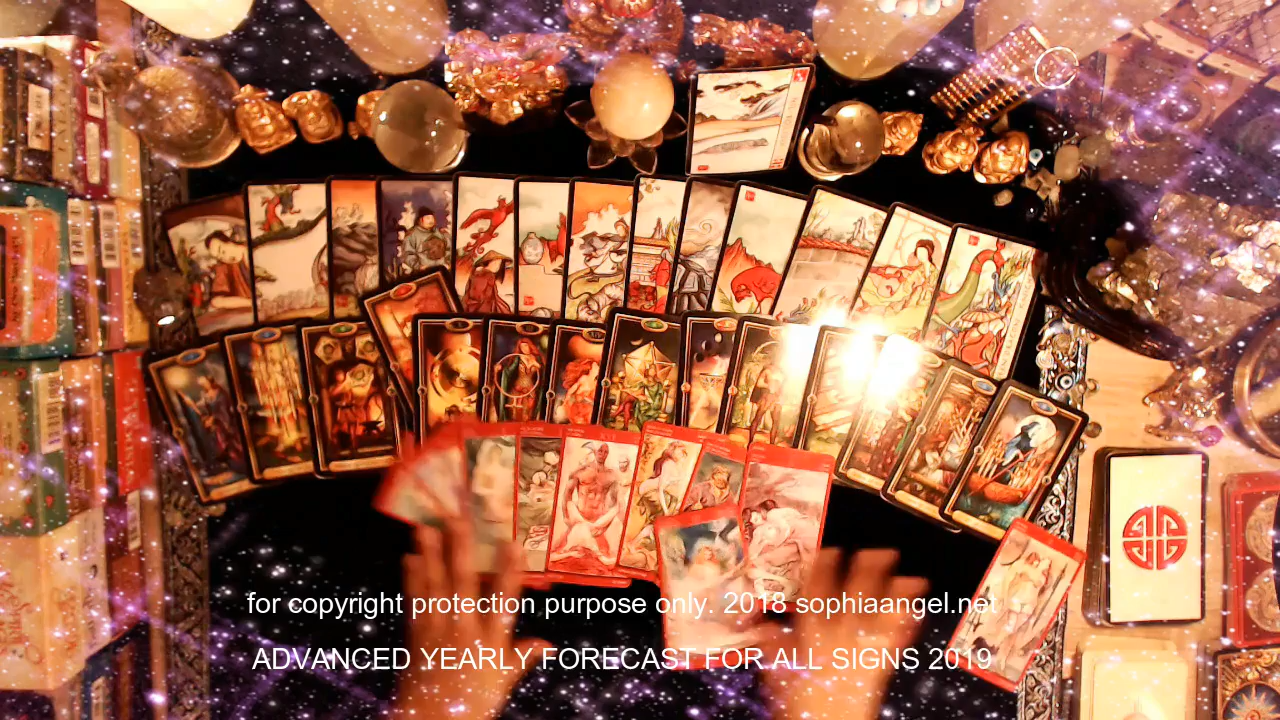 for copyright protection purpose only. 2018 sophiaangel.net
ADVANCED YEARLY FORECAST FOR ALL SIGNS 2019